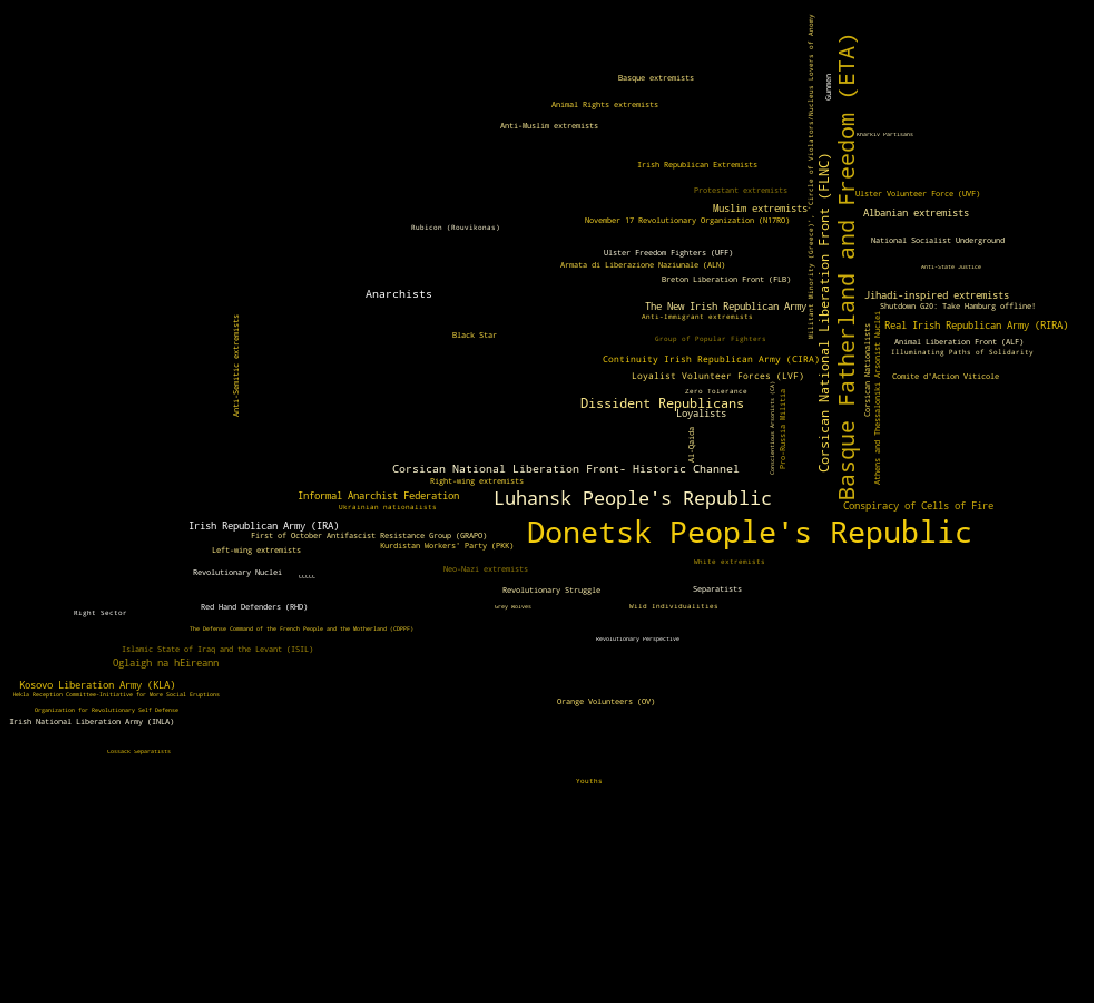 Militant Minority (Greece)", "Circle of Violators/Nucleus Lovers of Anomy
Basque Fatherland and Freedom (ETA)
Gunmen
Basque extremists
Animal Rights extremists
Anti-Muslim extremists
Kharkiv Partisans
Corsican National Liberation Front (FLNC)
Irish Republican Extremists
Protestant extremists
Ulster Volunteer Force (UVF)
Muslim extremists
Albanian extremists
November 17 Revolutionary Organization (N17RO)
Rubicon (Rouvikonas)
National Socialist Underground
Ulster Freedom Fighters (UFF)
Armata di Liberazione Naziunale (ALN)
Anti-State Justice
Breton Liberation Front (FLB)
Anarchists
Jihadi-inspired extremists
The New Irish Republican Army
Shutdown G20: Take Hamburg offline!
Anti-Semitic extremists
Anti-Immigrant extremists
Athens and Thessaloniki Arsonist Nuclei
Corsican Nationalists
Real Irish Republican Army (RIRA)
Black Star
Group of Popular Fighters
Animal Liberation Front (ALF)
Illuminating Paths of Solidarity
Continuity Irish Republican Army (CIRA)
Loyalist Volunteer Forces (LVF)
Comite d'Action Viticole
Conscientious Arsonists (CA)
Pro-Russia Militia
Zero Tolerance
Dissident Republicans
Loyalists
Al-Qaida
Corsican National Liberation Front- Historic Channel
Right-wing extremists
Informal Anarchist Federation
Luhansk People's Republic
Ukrainian nationalists
Conspiracy of Cells of Fire
Irish Republican Army (IRA)
Donetsk People's Republic
First of October Antifascist Resistance Group (GRAPO)
Kurdistan Workers' Party (PKK)
Left-wing extremists
White extremists
Neo-Nazi extremists
Revolutionary Nuclei
Revolutionary Struggle
Separatists
Red Hand Defenders (RHD)
Grey Wolves
Wild Individualities
Right Sector
The Defense Command of the French People and the Motherland (CDPPF)
Revolutionary Perspective
Islamic State of Iraq and the Levant (ISIL)
Oglaigh na hEireann
Kosovo Liberation Army (KLA)
Hekla Reception Committee-Initiative for More Social Eruptions
Orange Volunteers (OV)
Organization for Revolutionary Self Defense
Irish National Liberation Army (INLA)
Cossack Separatists
Youths